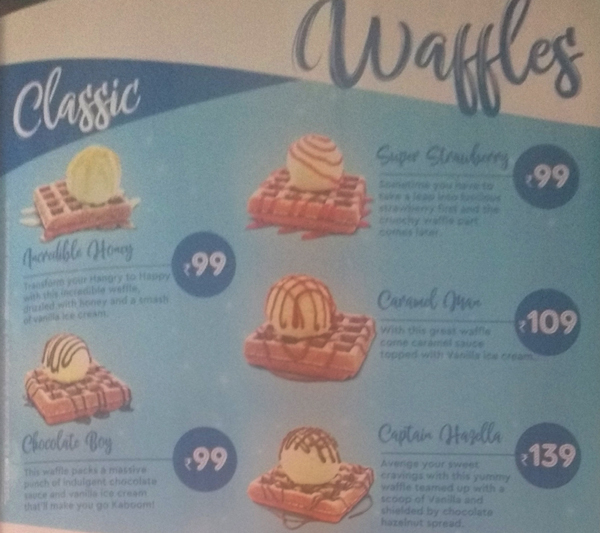 Waffles
Classic
Incredible Honey
₹99
Transform your Hangry to Happy
with this incredible waffle,
drizzled with honey and a smash
of vanilla ice cream.
Chocolate Boy
₹99
This waffle packs a massive
punch of indulgent chocolate
sauce and vanilla ice cream
that'll make you go Kaboom!
Super Strawberry
₹99
Sometime you have to
take a leap into luscious
strawberry first and the
crunchy waffle part
comes later.
Caramel Man
₹109
With this great waffle
come caramel sauce
topped with Vanilla ice cream.
Captain Hazella
₹139
Avenge your sweet
cravings with this yummy
waffle teamed up with a
scoop of Vanilla and
shielded by chocolate
hazelnut spread.